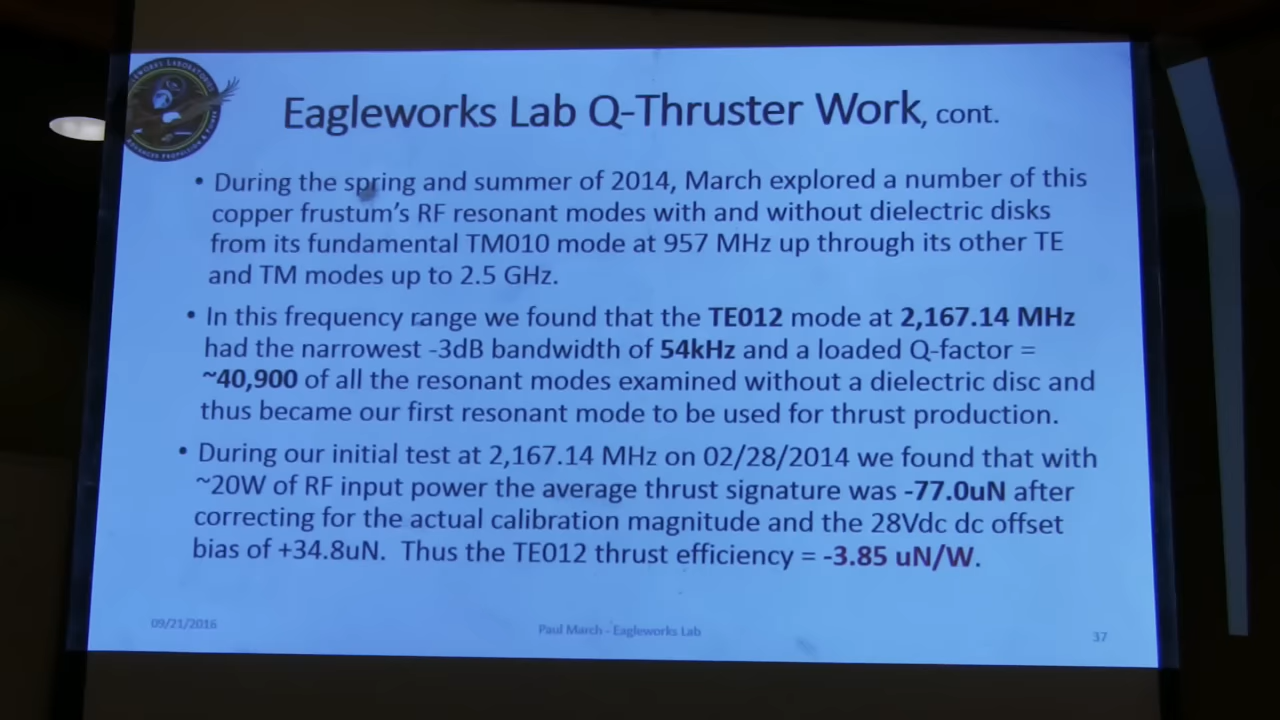 Eagleworks Lab Q-Thruster Work, cont.
• During the spring and summer of 2014, March explored a number of this
copper frustum's RF resonant modes with and without dielectric disks
from its fundamental TM010 mode at 957 MHz up through its other TE
and TM modes up to 2.5 GHz.
• In this frequency range we found that the TE012 mode at 2,167.14 MHz
had the narrowest -3dB bandwidth of 54kHz and a loaded Q-factor =
~40,900 of all the resonant modes examined without a dielectric disc and
thus became our first resonant mode to be used for thrust production.
• During our initial test at 2,167.14 MHz on 02/28/2014 we found that with
~20W of RF input power the average thrust signature was -77.0uN after
correcting for the actual calibration magnitude and the 28Vdc dc offset
bias of +34.8uN. Thus the TE012 thrust efficiency = -3.85 uN/W.
09/21/2016
Paul March - Eagleworks Lab
37